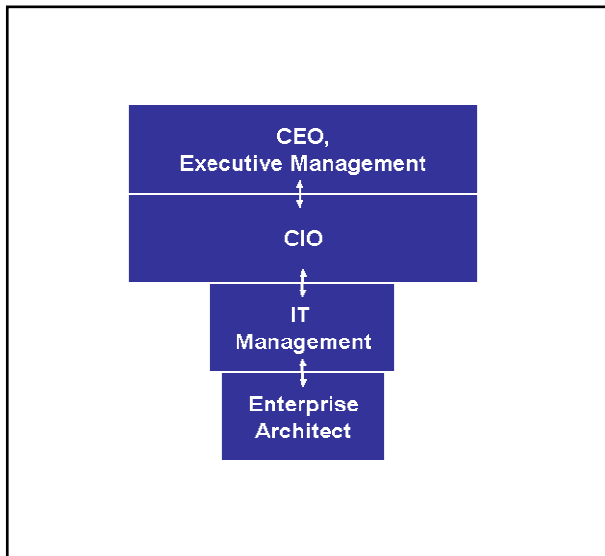 CEO,
Executive Management
CIO
IT
Management
Enterprise
Architect